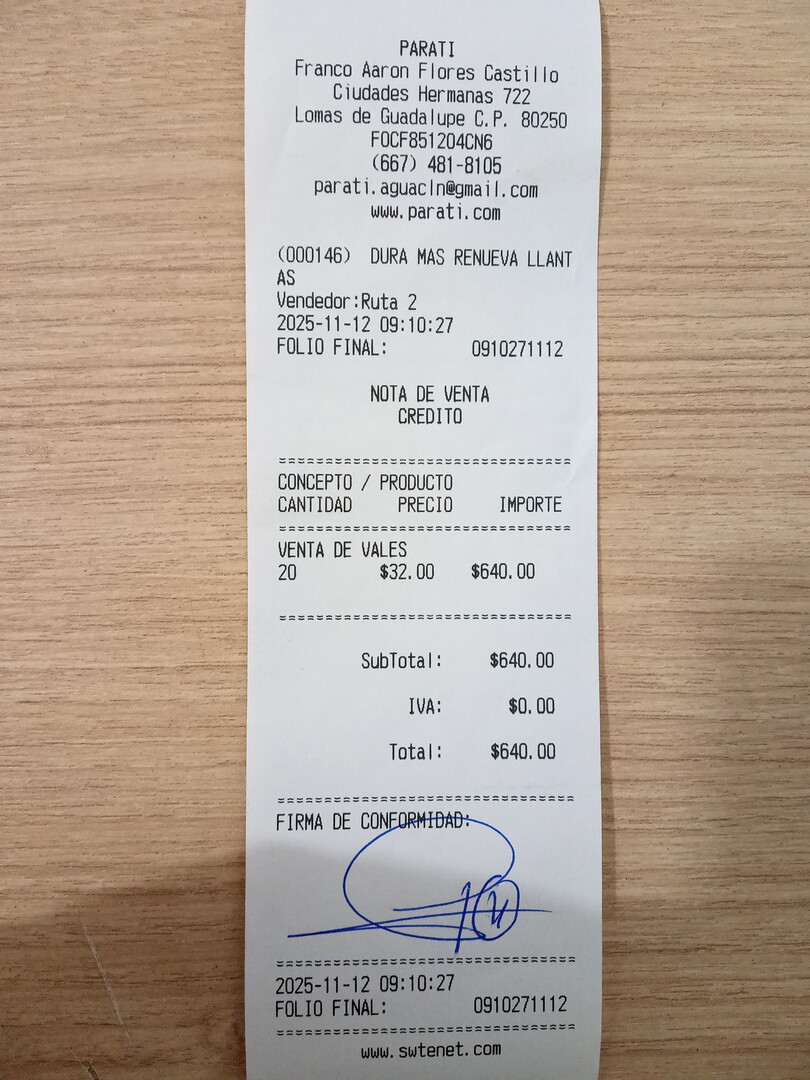 PARATI
Franco Aaron Flores Castillo
Ciudades Hermanas 722
Lomas de Guadalupe C.P. 80250
FOCF851204CN6
(667) 481-8105
parati.aguacln@gmail.com
www.parati.com
(000146) DURA MAS RENUEVA LLANT
AS
Vendedor:Ruta 2
2025-11-12 09:10:27
FOLIO FINAL: 0910271112
NOTA DE VENTA
CREDITO
===============================
CONCEPTO / PRODUCTO
CANTIDAD PRECIO IMPORTE
===============================
VENTA DE VALES
20 $32.00 $640.00
===============================
SubTotal: $640.00
IVA: $0.00
Total: $640.00
===============================
FIRMA DE CONFORMIDAD:
===============================
2025-11-12 09:10:27
FOLIO FINAL: 0910271112
===============================
www.swtenet.com